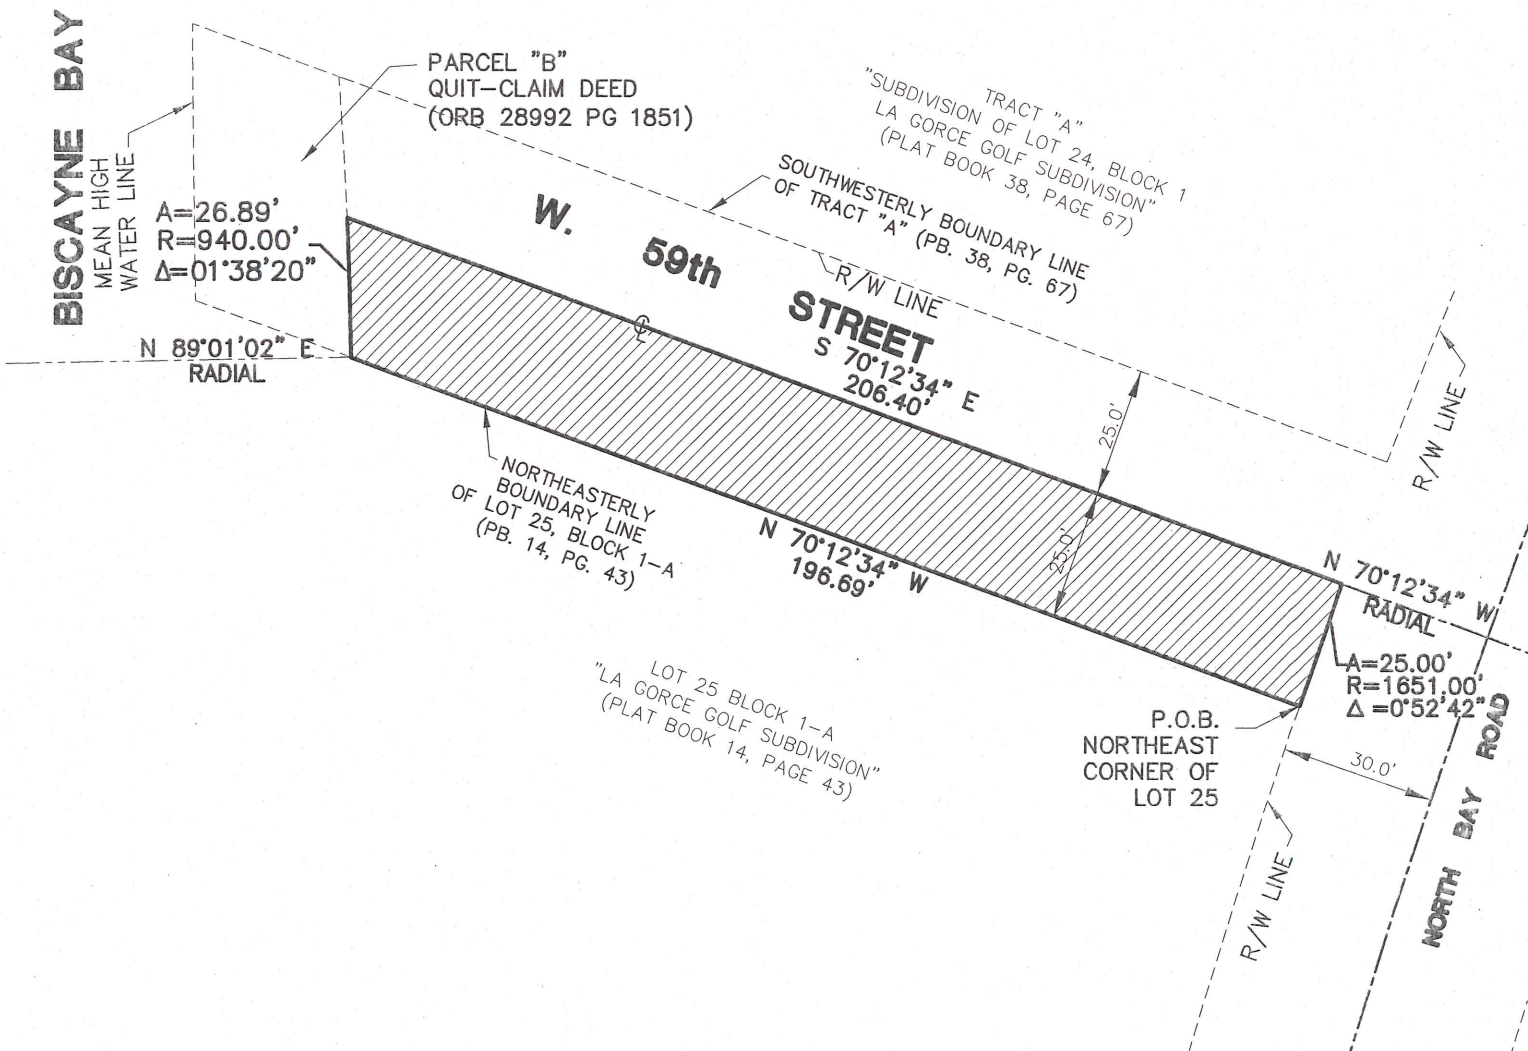 BISCAYNE BAY
MEAN HIGH
WATER LINE
PARCEL "B"
QUIT-CLAIM DEED
(ORB 28992 PG 1851)
TRACT "A"
"SUBDIVISION OF LOT 24, BLOCK 1
LA GORCE GOLF SUBDIVISION"
(PLAT BOOK 38, PAGE 67)
SOUTHWESTERLY BOUNDARY LINE
OF TRACT "A" (PB. 38, PG. 67)
A=26.89'
R=940.00'
Δ=01°38'20"
W. 59th STREET
R/W LINE
S 70°12'34" E
206.40'
℄
N 89°01'02" E
RADIAL
25.0'
25.0'
R/W LINE
NORTHEASTERLY
BOUNDARY LINE
OF LOT 25, BLOCK 1-A
(PB. 14, PG. 43)
N 70°12'34" W
196.69'
N 70°12'34" W
RADIAL
A=25.00'
R=1651.00'
Δ =0°52'42"
LOT 25 BLOCK 1-A
"LA GORCE GOLF SUBDIVISION"
(PLAT BOOK 14, PAGE 43)
P.O.B.
NORTHEAST
CORNER OF
LOT 25
30.0'
R/W LINE
NORTH BAY ROAD